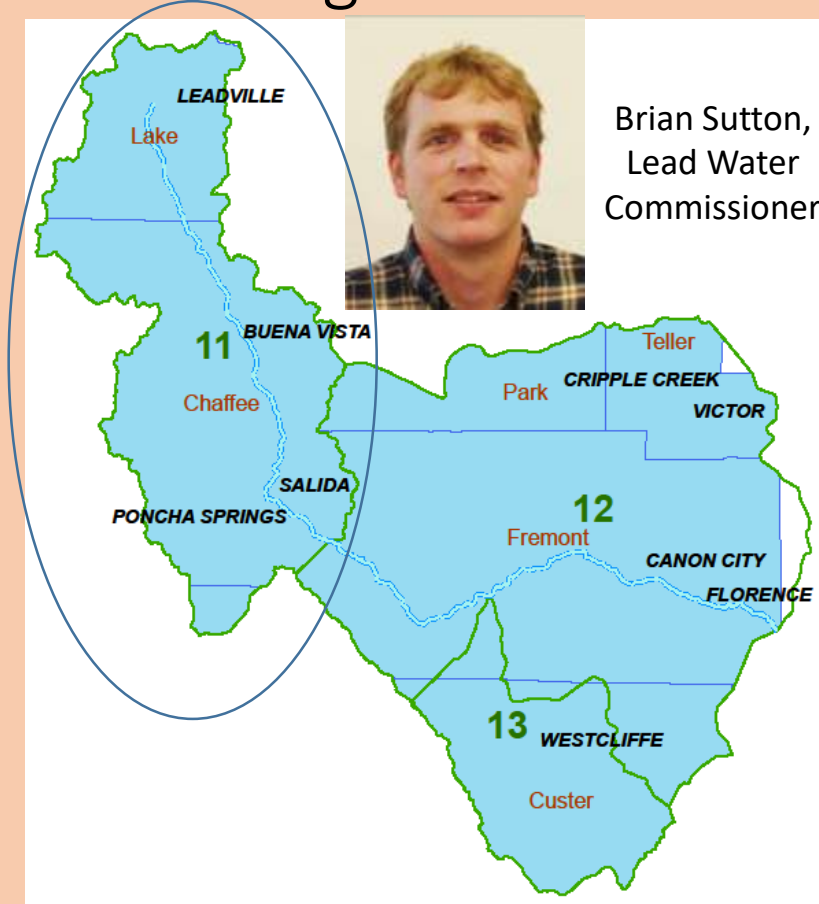 LEADVILLE
Lake
Brian Sutton,
Lead Water
Commissioner
BUENA VISTA
11
Chaffee
Teller
CRIPPLE CREEK
Park
VICTOR
SALIDA
PONCHA SPRINGS
12
Fremont
CANON CITY
FLORENCE
13
WESTCLIFFE
Custer